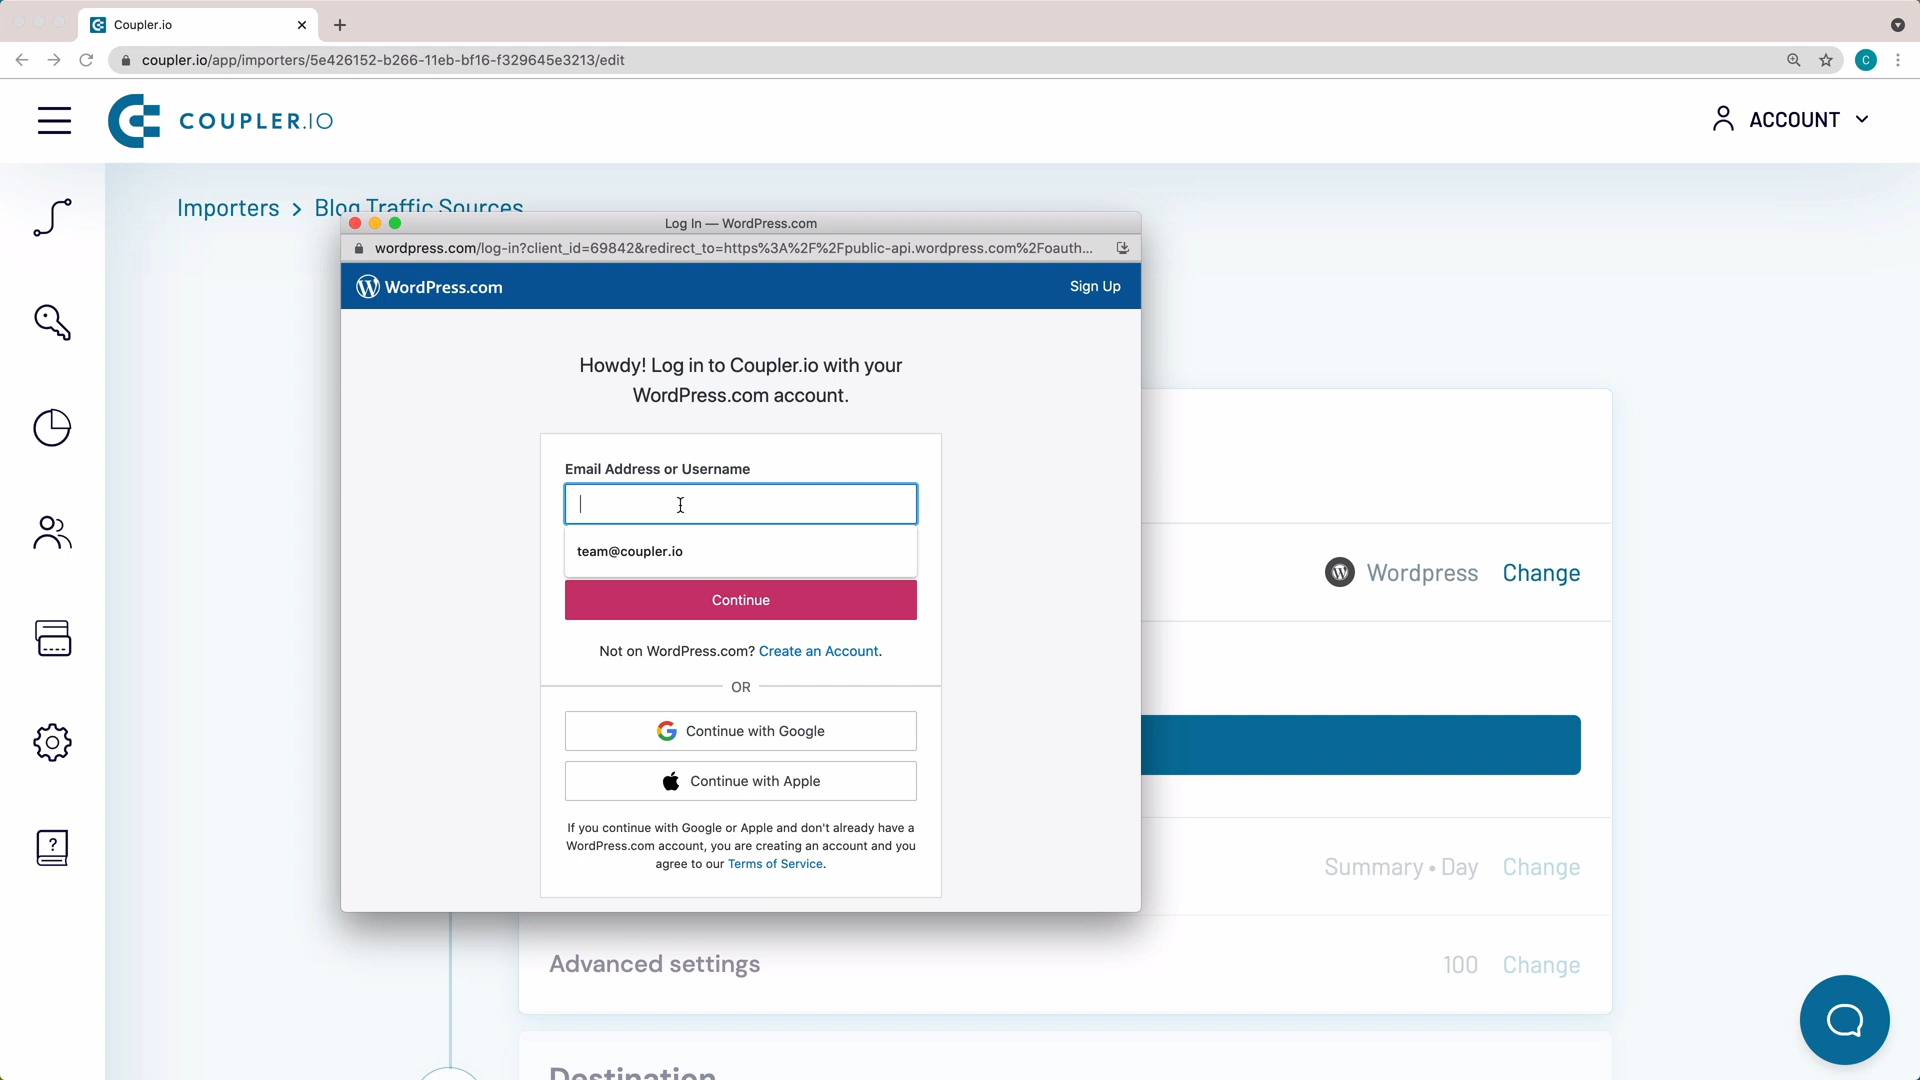 Coupler.io
coupler.io/app/importers/5e426152-b266-11eb-bf16-f329645e3213/edit
C
COUPLER.IO
ACCOUNT
Importers > Blog Traffic Sources
Log In — WordPress.com
wordpress.com/log-in?client_id=69842&redirect_to=https%3A%2F%2Fpublic-api.wordpress.com%2Foauth...
WordPress.com
Sign Up
Howdy! Log in to Coupler.io with your
WordPress.com account.
Email Address or Username
team@coupler.io
Continue
Not on WordPress.com? Create an Account.
OR
Continue with Google
Continue with Apple
If you continue with Google or Apple and don't already have a
WordPress.com account, you are creating an account and you
agree to our Terms of Service.
Wordpress Change
Summary • Day Change
Advanced settings 100 Change
Destination